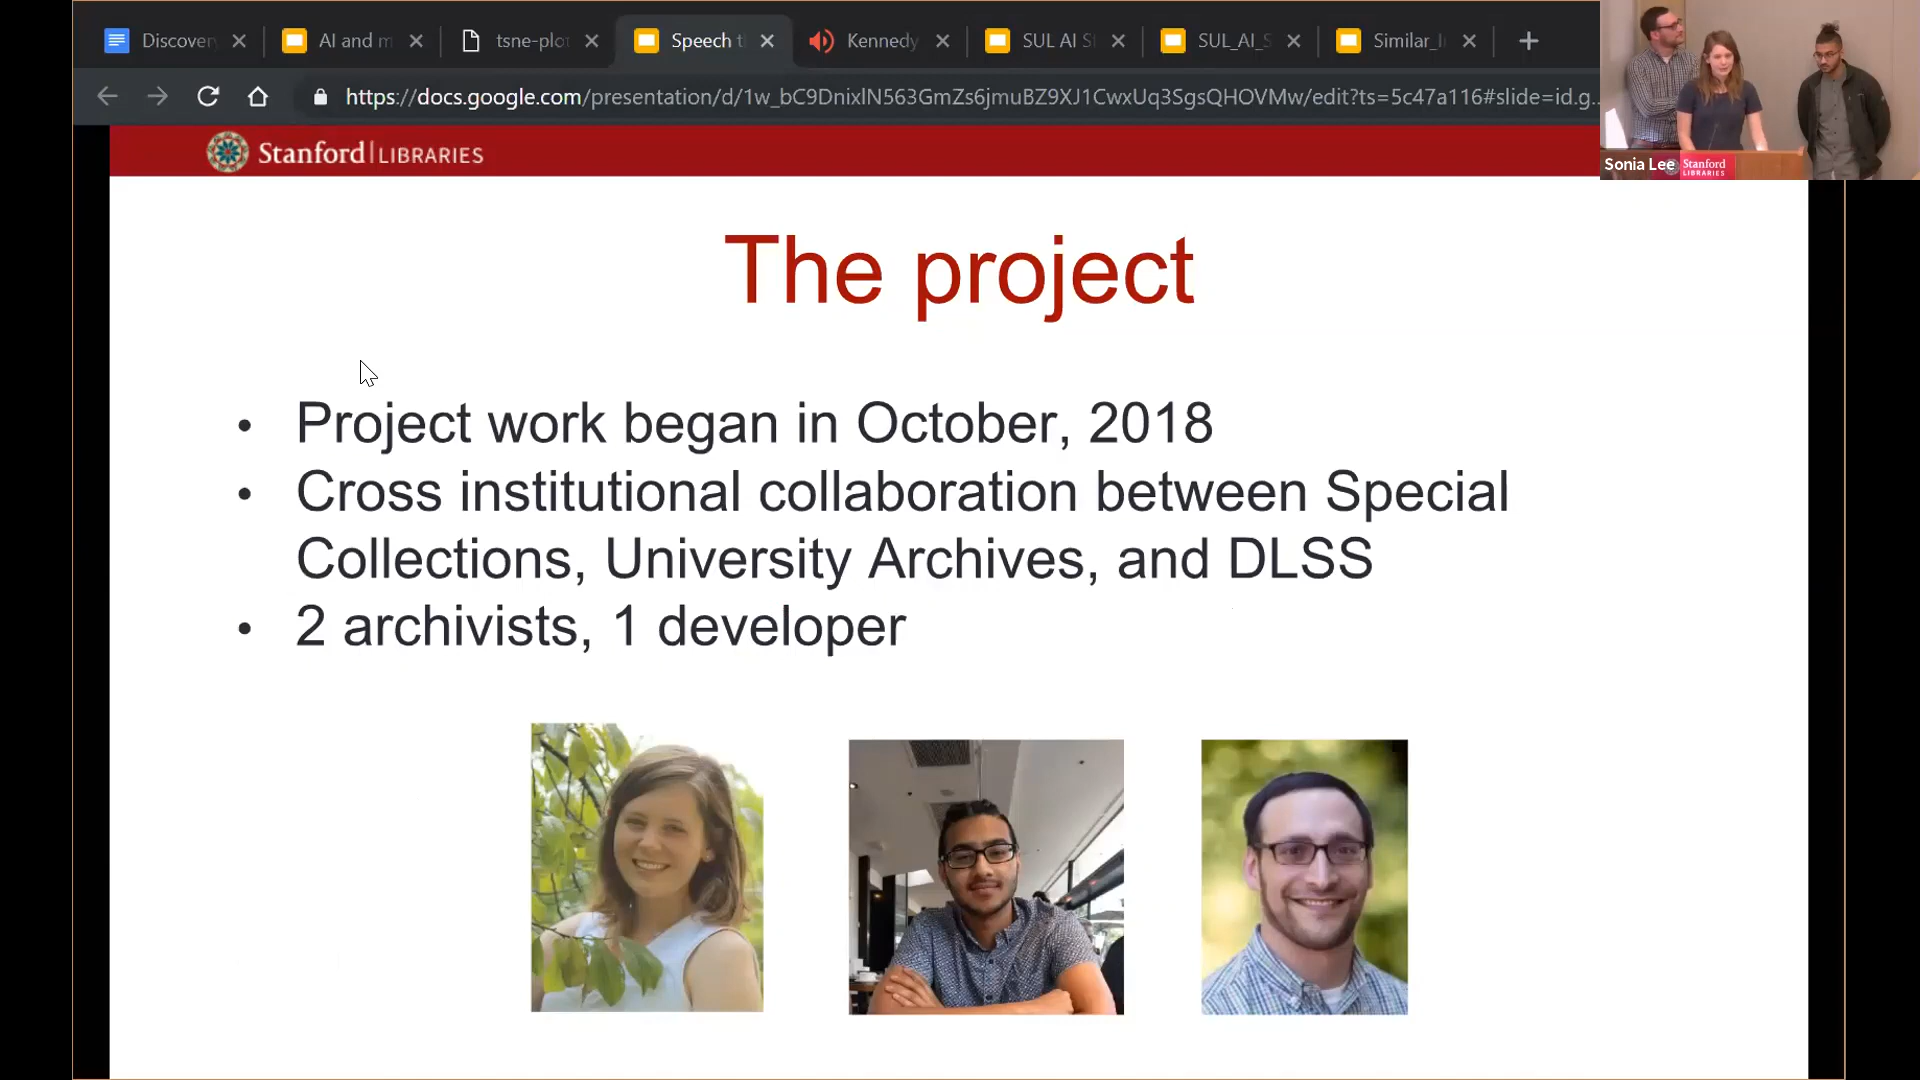 Discover
AI and m
tsne-plo
Speech t
Kennedy
SUL AI S
SUL_AI_S
Similar_I
https://docs.google.com/presentation/d/1w_bC9DnixlN563GmZs6jmuBZ9XJ1CwxUq3SgsQHOVMw/edit?ts=5c47a116#slide=id.g...
Stanford | LIBRARIES
Sonia Lee
Stanford
LIBRARIES
The project
• Project work began in October, 2018
• Cross institutional collaboration between Special
Collections, University Archives, and DLSS
• 2 archivists, 1 developer